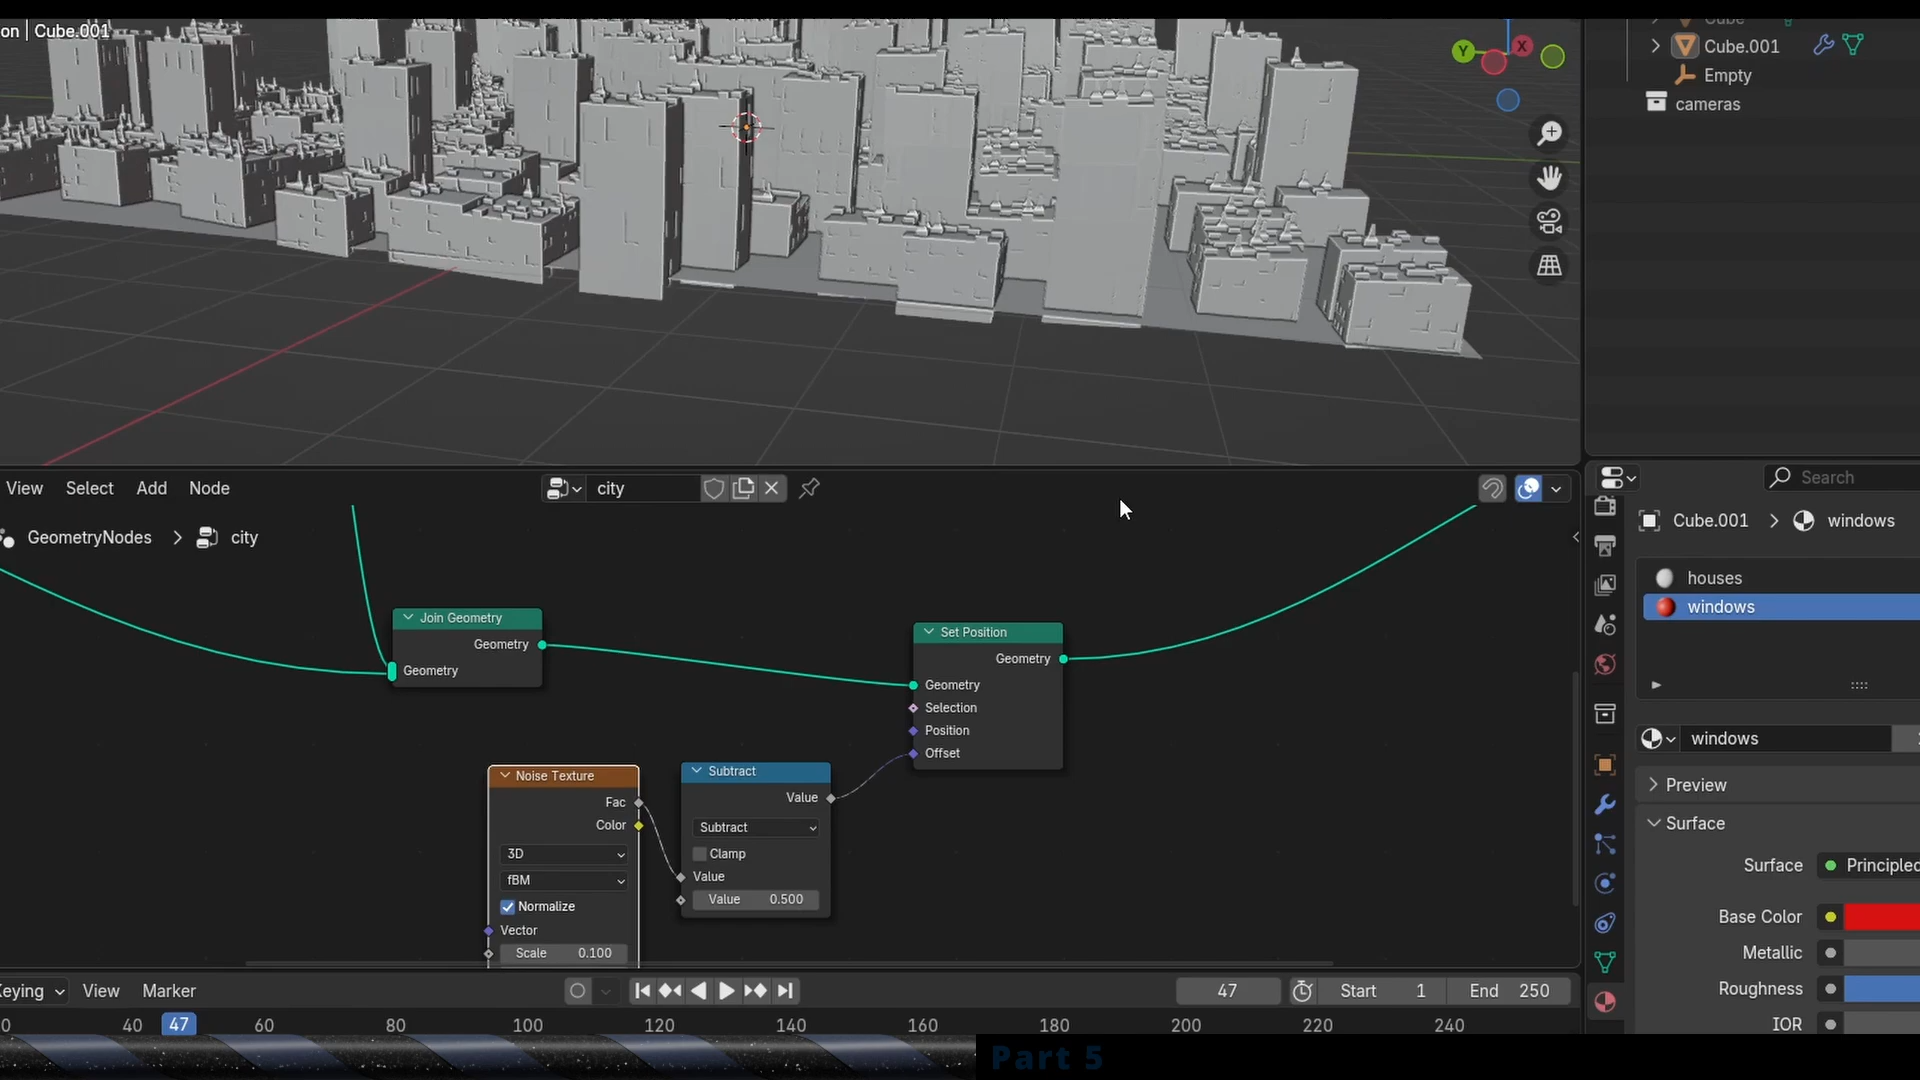 on | Cube.001
Y
X
Cube
Cube.001
Empty
cameras
View
Select
Add
Node
city
Search
GeometryNodes
city
Cube.001
windows
houses
windows
Join Geometry
Geometry
Geometry
Set Position
Geometry
Geometry
Selection
Position
Offset
Noise Texture
Fac
Color
3D
fBM
Normalize
Vector
Scale 0.100
Subtract
Value
Subtract
Clamp
Value
Value 0.500
windows
Preview
Surface
Surface
Principled
Base Color
Metallic
Roughness
IOR
Keying
View
Marker
47
Start 1
End 250
0 40 47 60 80 100 120 140 160 180 200 220 240
Part 5